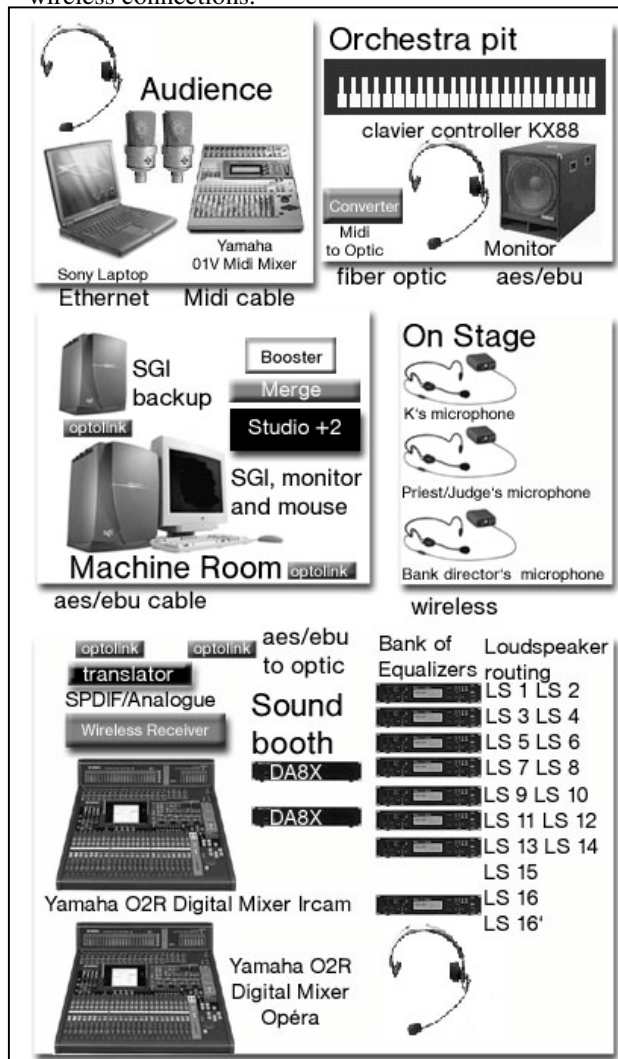 wireless connections.
Audience
Sony Laptop
Yamaha
01V Midi Mixer
Ethernet Midi cable
Orchestra pit
clavier controller KX88
Converter
Midi
to Optic
Monitor
fiber optic aes/ebu
SGI
backup
optolink
Booster
Merge
Studio +2
SGI, monitor
and mouse
Machine Room optolink
aes/ebu cable
On Stage
K's microphone
Priest/Judge's microphone
Bank director's microphone
wireless
optolink optolink
translator
SPDIF/Analogue
Wireless Receiver
aes/ebu
to optic
Sound
booth
DA8X
DA8X
Yamaha O2R Digital Mixer Ircam
Yamaha O2R
Digital Mixer
Opéra
Bank of
Equalizers
Loudspeaker
routing
LS 1 LS 2
LS 3 LS 4
LS 5 LS 6
LS 7 LS 8
LS 9 LS 10
LS 11 LS 12
LS 13 LS 14
LS 15
LS 16
LS 16'